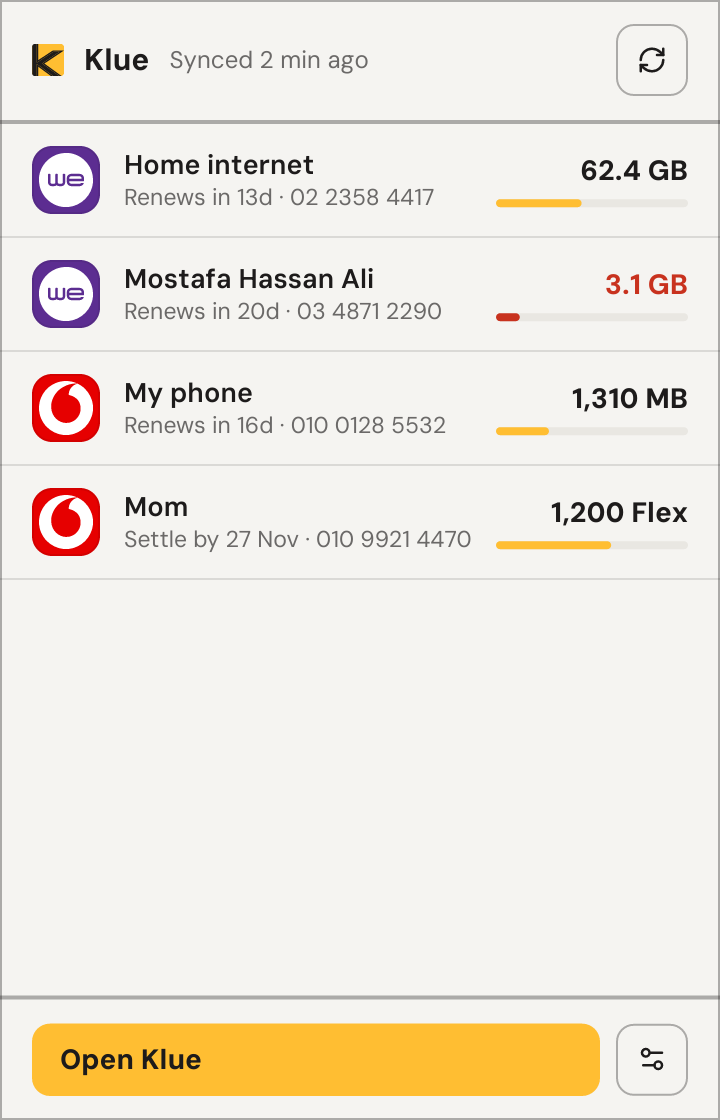 Klue Synced 2 min ago
we
Home internet
62.4 GB
Renews in 13d · 02 2358 4417
we
Mostafa Hassan Ali
3.1 GB
Renews in 20d · 03 4871 2290
My phone
1,310 MB
Renews in 16d · 010 0128 5532
Mom
1,200 Flex
Settle by 27 Nov · 010 9921 4470
Open Klue